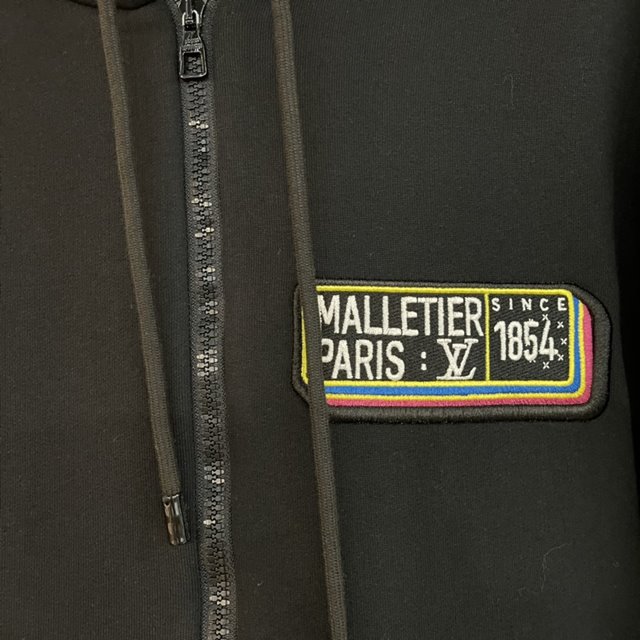 MALLETIER
PARIS : LV
SINCE
1854